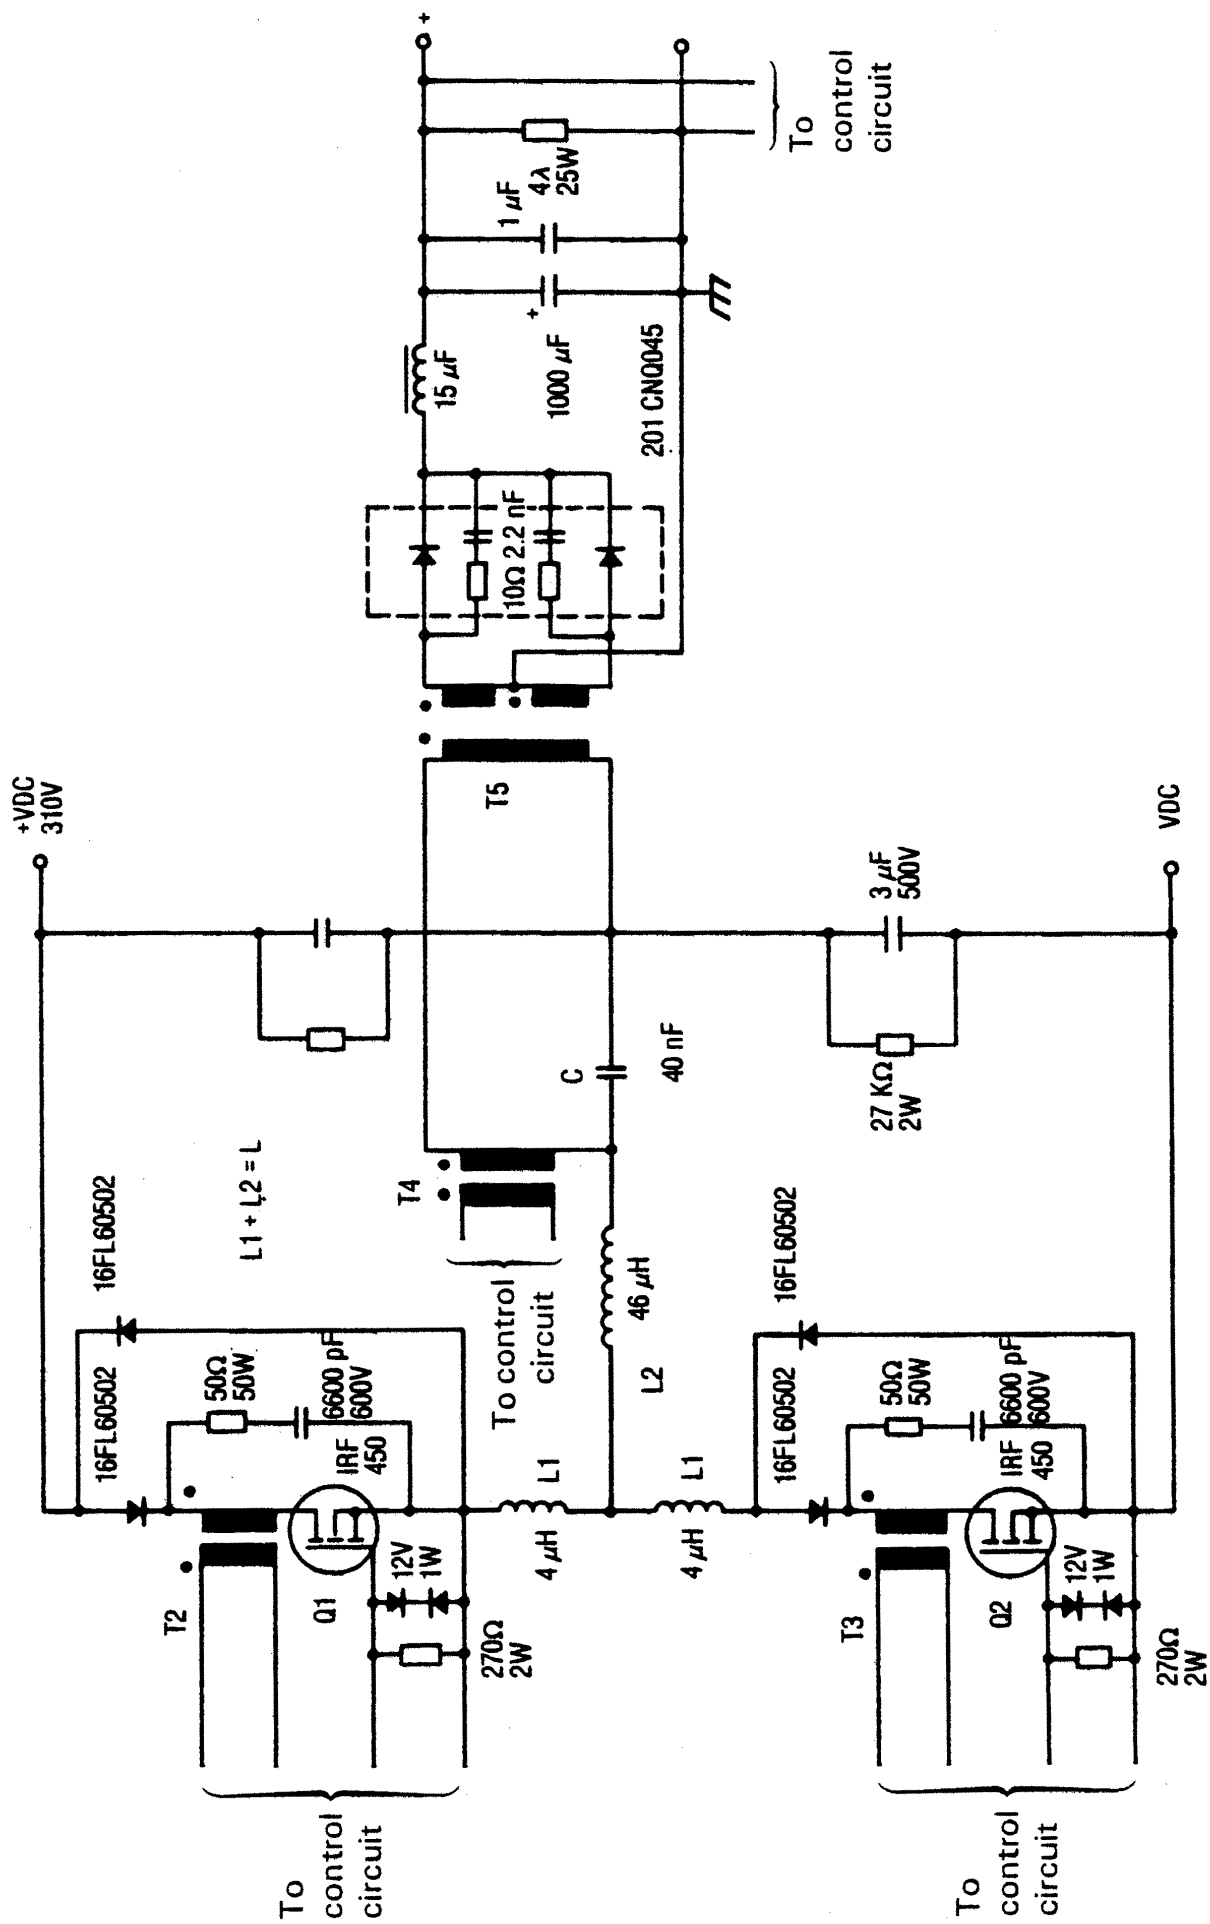 +VDC
310V
16FL60502
16FL60502
L1 + L2 = L
50Ω
50W
6600 pF
600V
IRF
450
T2
Q1
12V
1W
270Ω
2W
To
control
circuit
L1
4 μH
L1
4 μH
L2
46 μH
T4
To control
circuit
C
40 nF
T5
10Ω 2.2 nF
15 μF
+
1000 μF
1 μF
4λ
25W
201 CNQ045
+
To
control
circuit
16FL60502
16FL60502
50Ω
50W
6600 pF
600V
IRF
450
T3
Q2
12V
1W
270Ω
2W
To
control
circuit
27 KΩ
2W
3 μF
500V
VDC